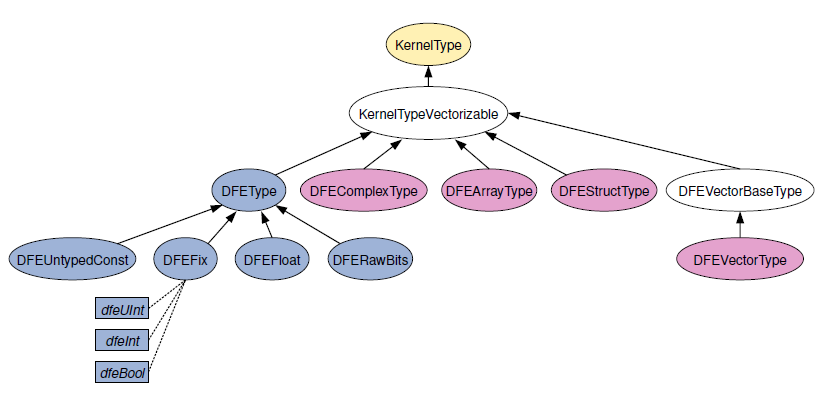 KernelType
KernelTypeVectorizable
DFEType
DFEComplexType
DFEArrayType
DFEStructType
DFEVectorBaseType
DFEUntypedConst
DFEFix
DFEFloat
DFERawBits
DFEVectorType
dfeUInt
dfeInt
dfeBool